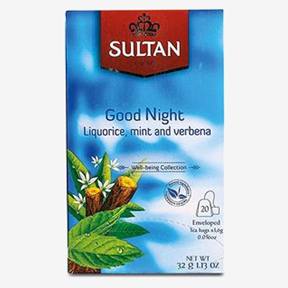 SULTAN
Good Night
Liquorice, mint and verbena
Well-being Collection
20
Enveloped
Tea bags x1.6g
NET WT
32 g 1.13 OZ